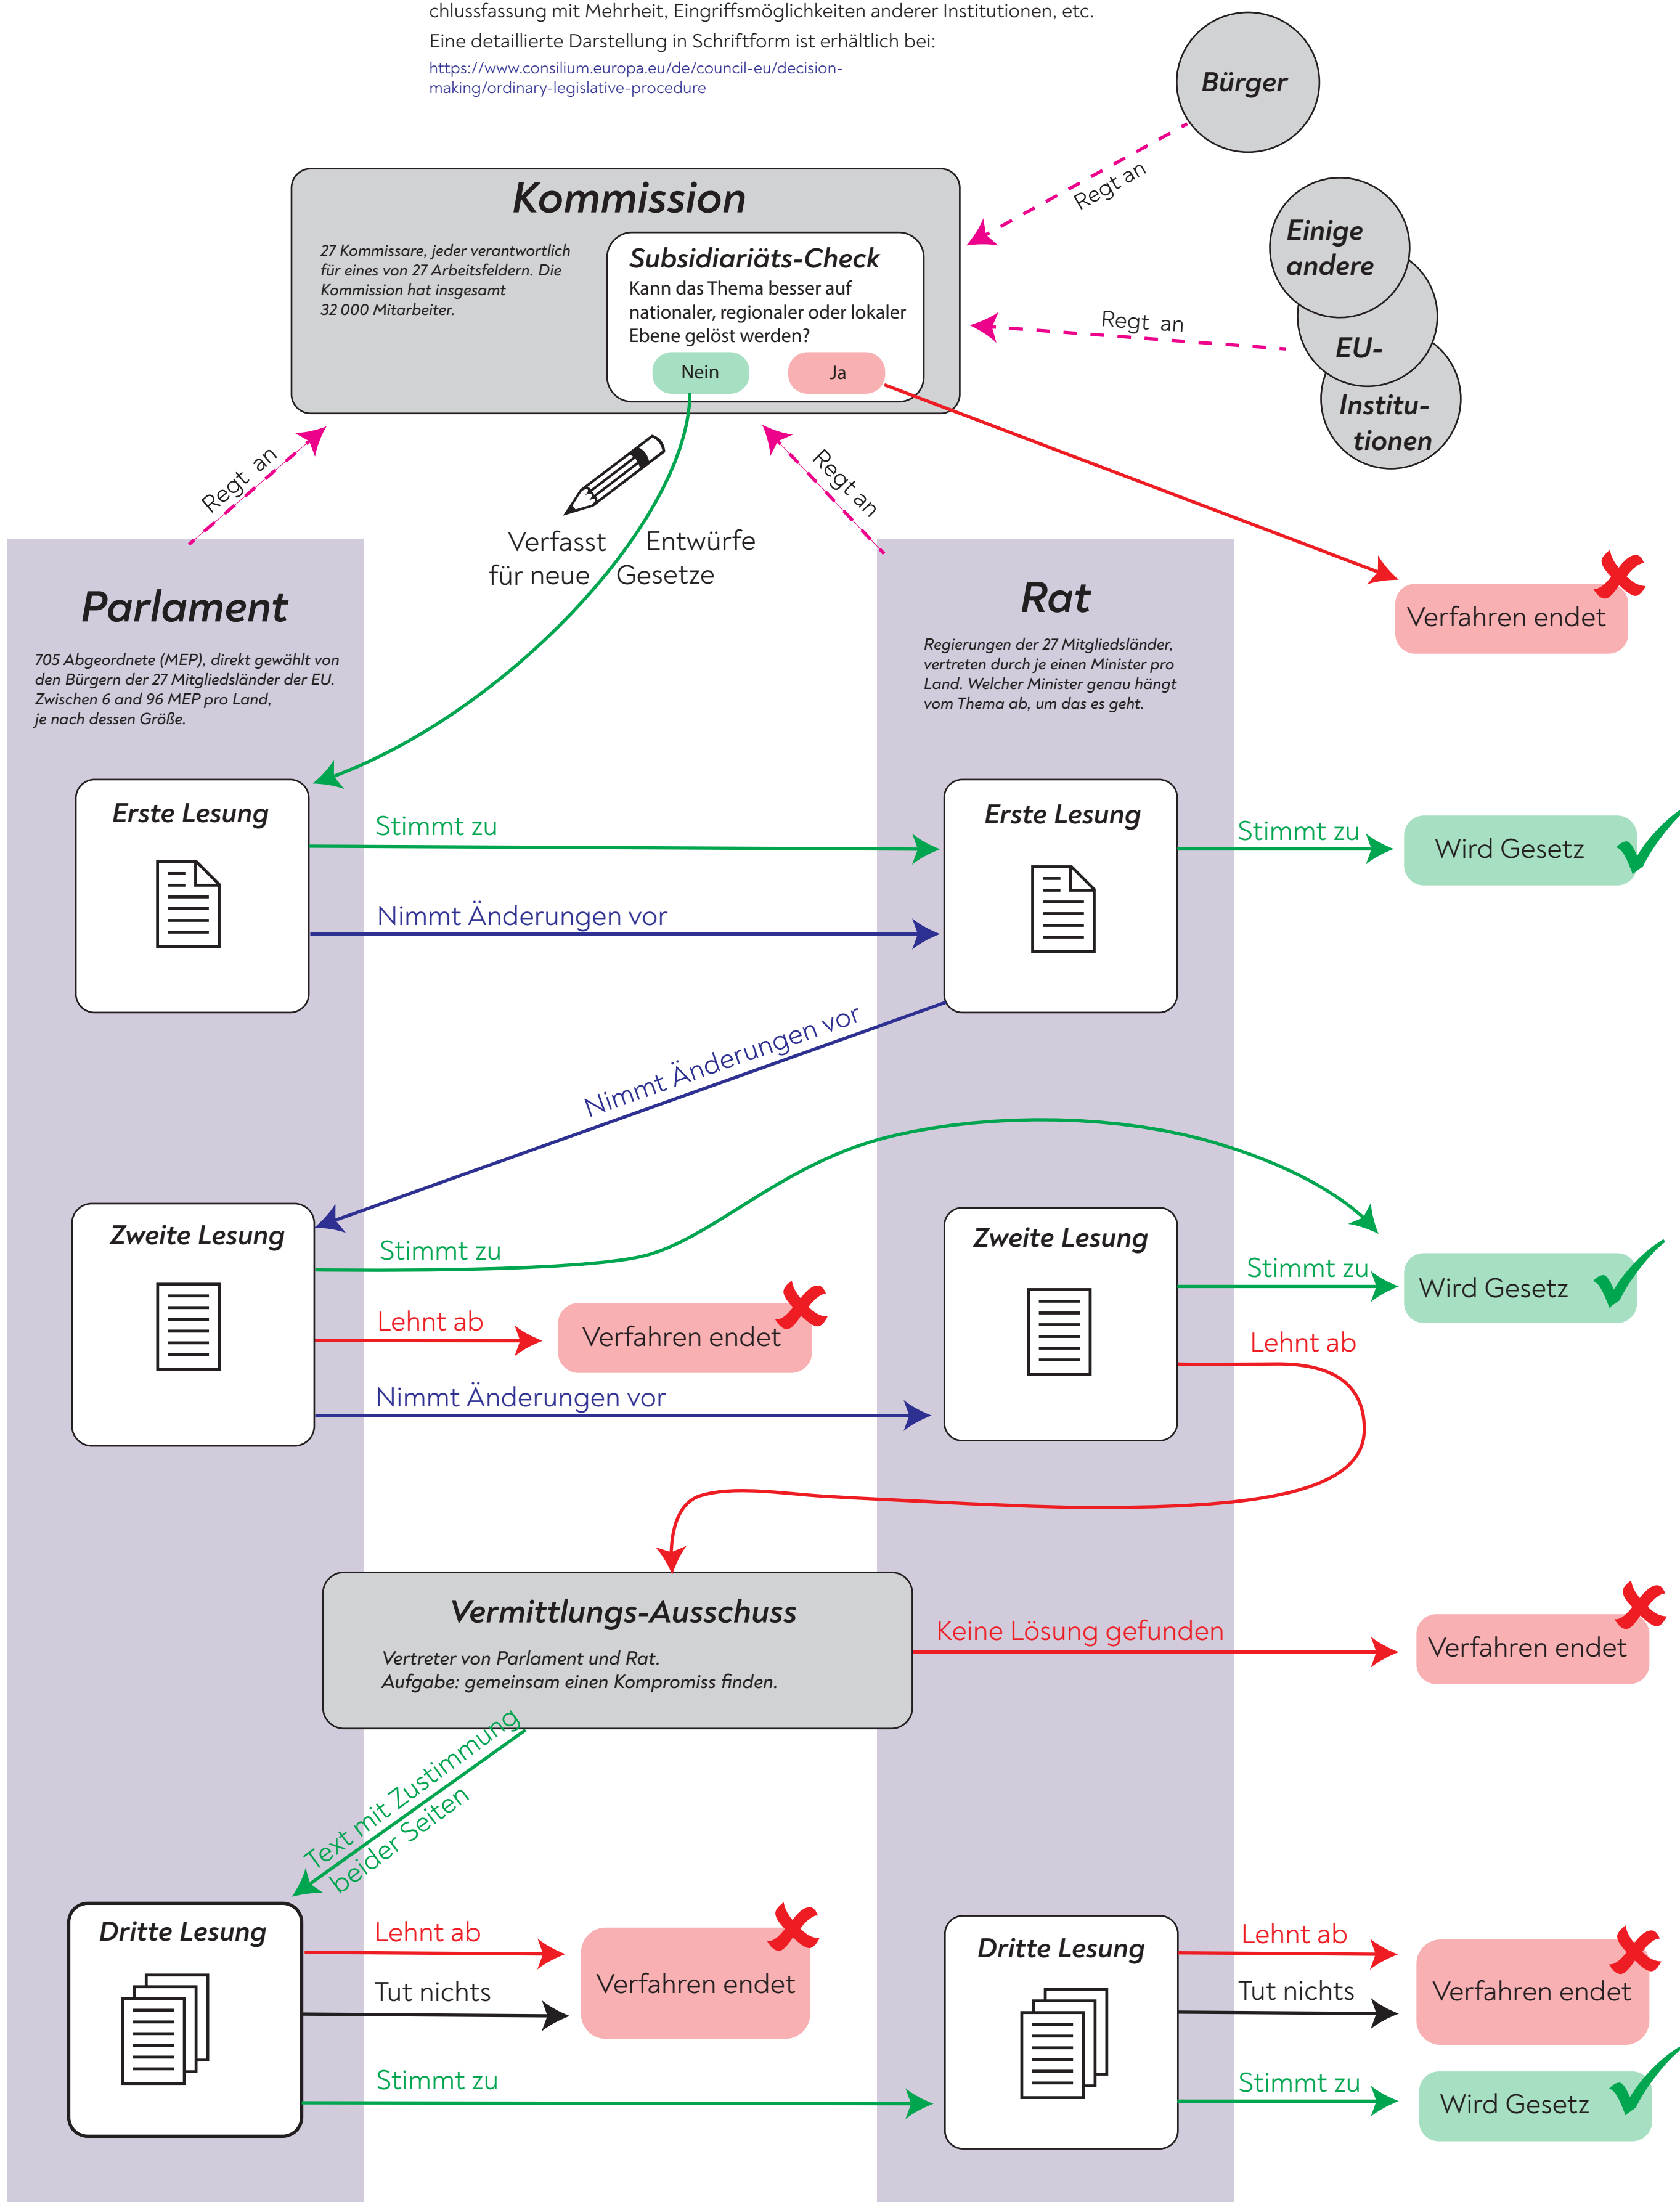 chlussfassung mit Mehrheit, Eingriffsmöglichkeiten anderer Institutionen, etc.
Eine detaillierte Darstellung in Schriftform ist erhältlich bei:
https://www.consilium.europa.eu/de/council-eu/decision-
making/ordinary-legislative-procedure
Bürger
Regt an
Einige
andere
EU-
Institu-
tionen
Regt an
Kommission
27 Kommissare, jeder verantwortlich
für eines von 27 Arbeitsfeldern. Die
Kommission hat insgesamt
32 000 Mitarbeiter.
Subsidiariäts-Check
Kann das Thema besser auf
nationaler, regionaler oder lokaler
Ebene gelöst werden?
Nein
Ja
Regt an
Regt an
Verfasst Entwürfe
für neue Gesetze
Verfahren endet
Parlament
705 Abgeordnete (MEP), direkt gewählt von
den Bürgern der 27 Mitgliedsländer der EU.
Zwischen 6 and 96 MEP pro Land,
je nach dessen Größe.
Rat
Regierungen der 27 Mitgliedsländer,
vertreten durch je einen Minister pro
Land. Welcher Minister genau hängt
vom Thema ab, um das es geht.
Erste Lesung
Stimmt zu
Nimmt Änderungen vor
Erste Lesung
Stimmt zu
Wird Gesetz
Nimmt Änderungen vor
Zweite Lesung
Stimmt zu
Lehnt ab
Verfahren endet
Nimmt Änderungen vor
Zweite Lesung
Stimmt zu
Wird Gesetz
Lehnt ab
Vermittlungs-Ausschuss
Vertreter von Parlament und Rat.
Aufgabe: gemeinsam einen Kompromiss finden.
Keine Lösung gefunden
Verfahren endet
Text mit Zustimmung
beider Seiten
Dritte Lesung
Lehnt ab
Tut nichts
Verfahren endet
Stimmt zu
Dritte Lesung
Lehnt ab
Tut nichts
Verfahren endet
Stimmt zu
Wird Gesetz